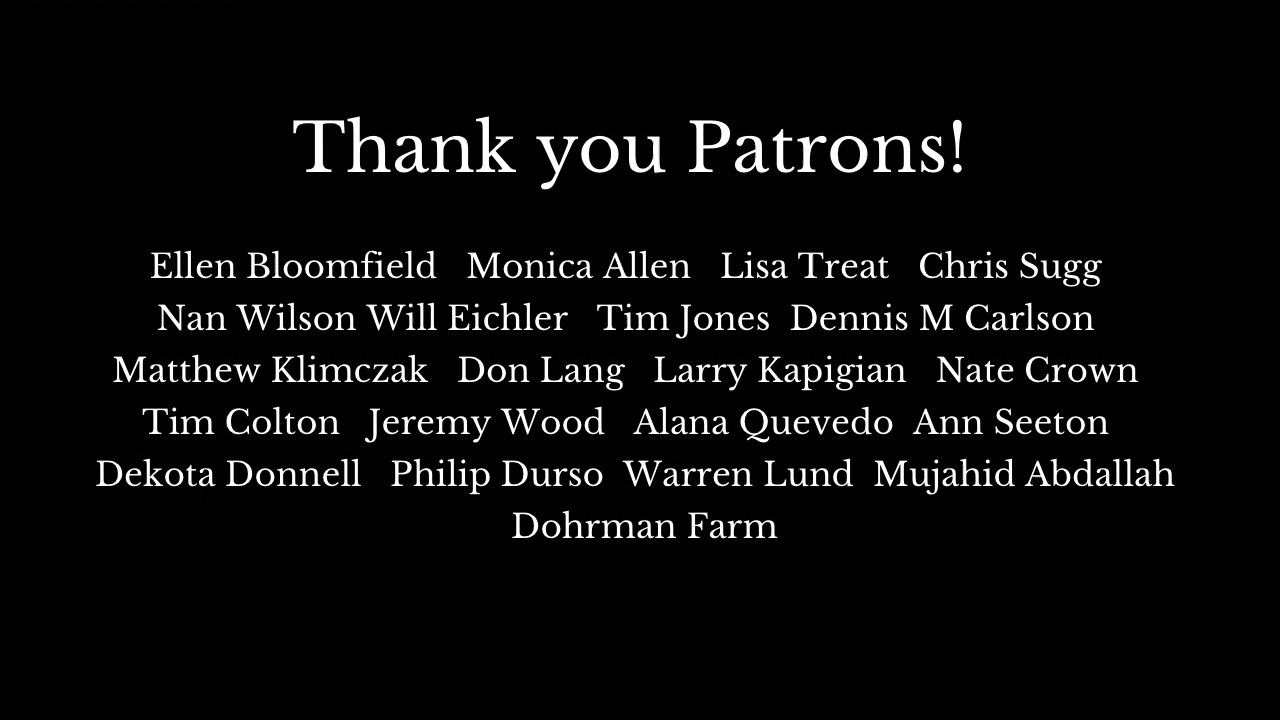 Thank you Patrons!
Ellen Bloomfield Monica Allen Lisa Treat Chris Sugg
Nan Wilson Will Eichler Tim Jones Dennis M Carlson
Matthew Klimczak Don Lang Larry Kapigian Nate Crown
Tim Colton Jeremy Wood Alana Quevedo Ann Seeton
Dekota Donnell Philip Durso Warren Lund Mujahid Abdallah
Dohrman Farm